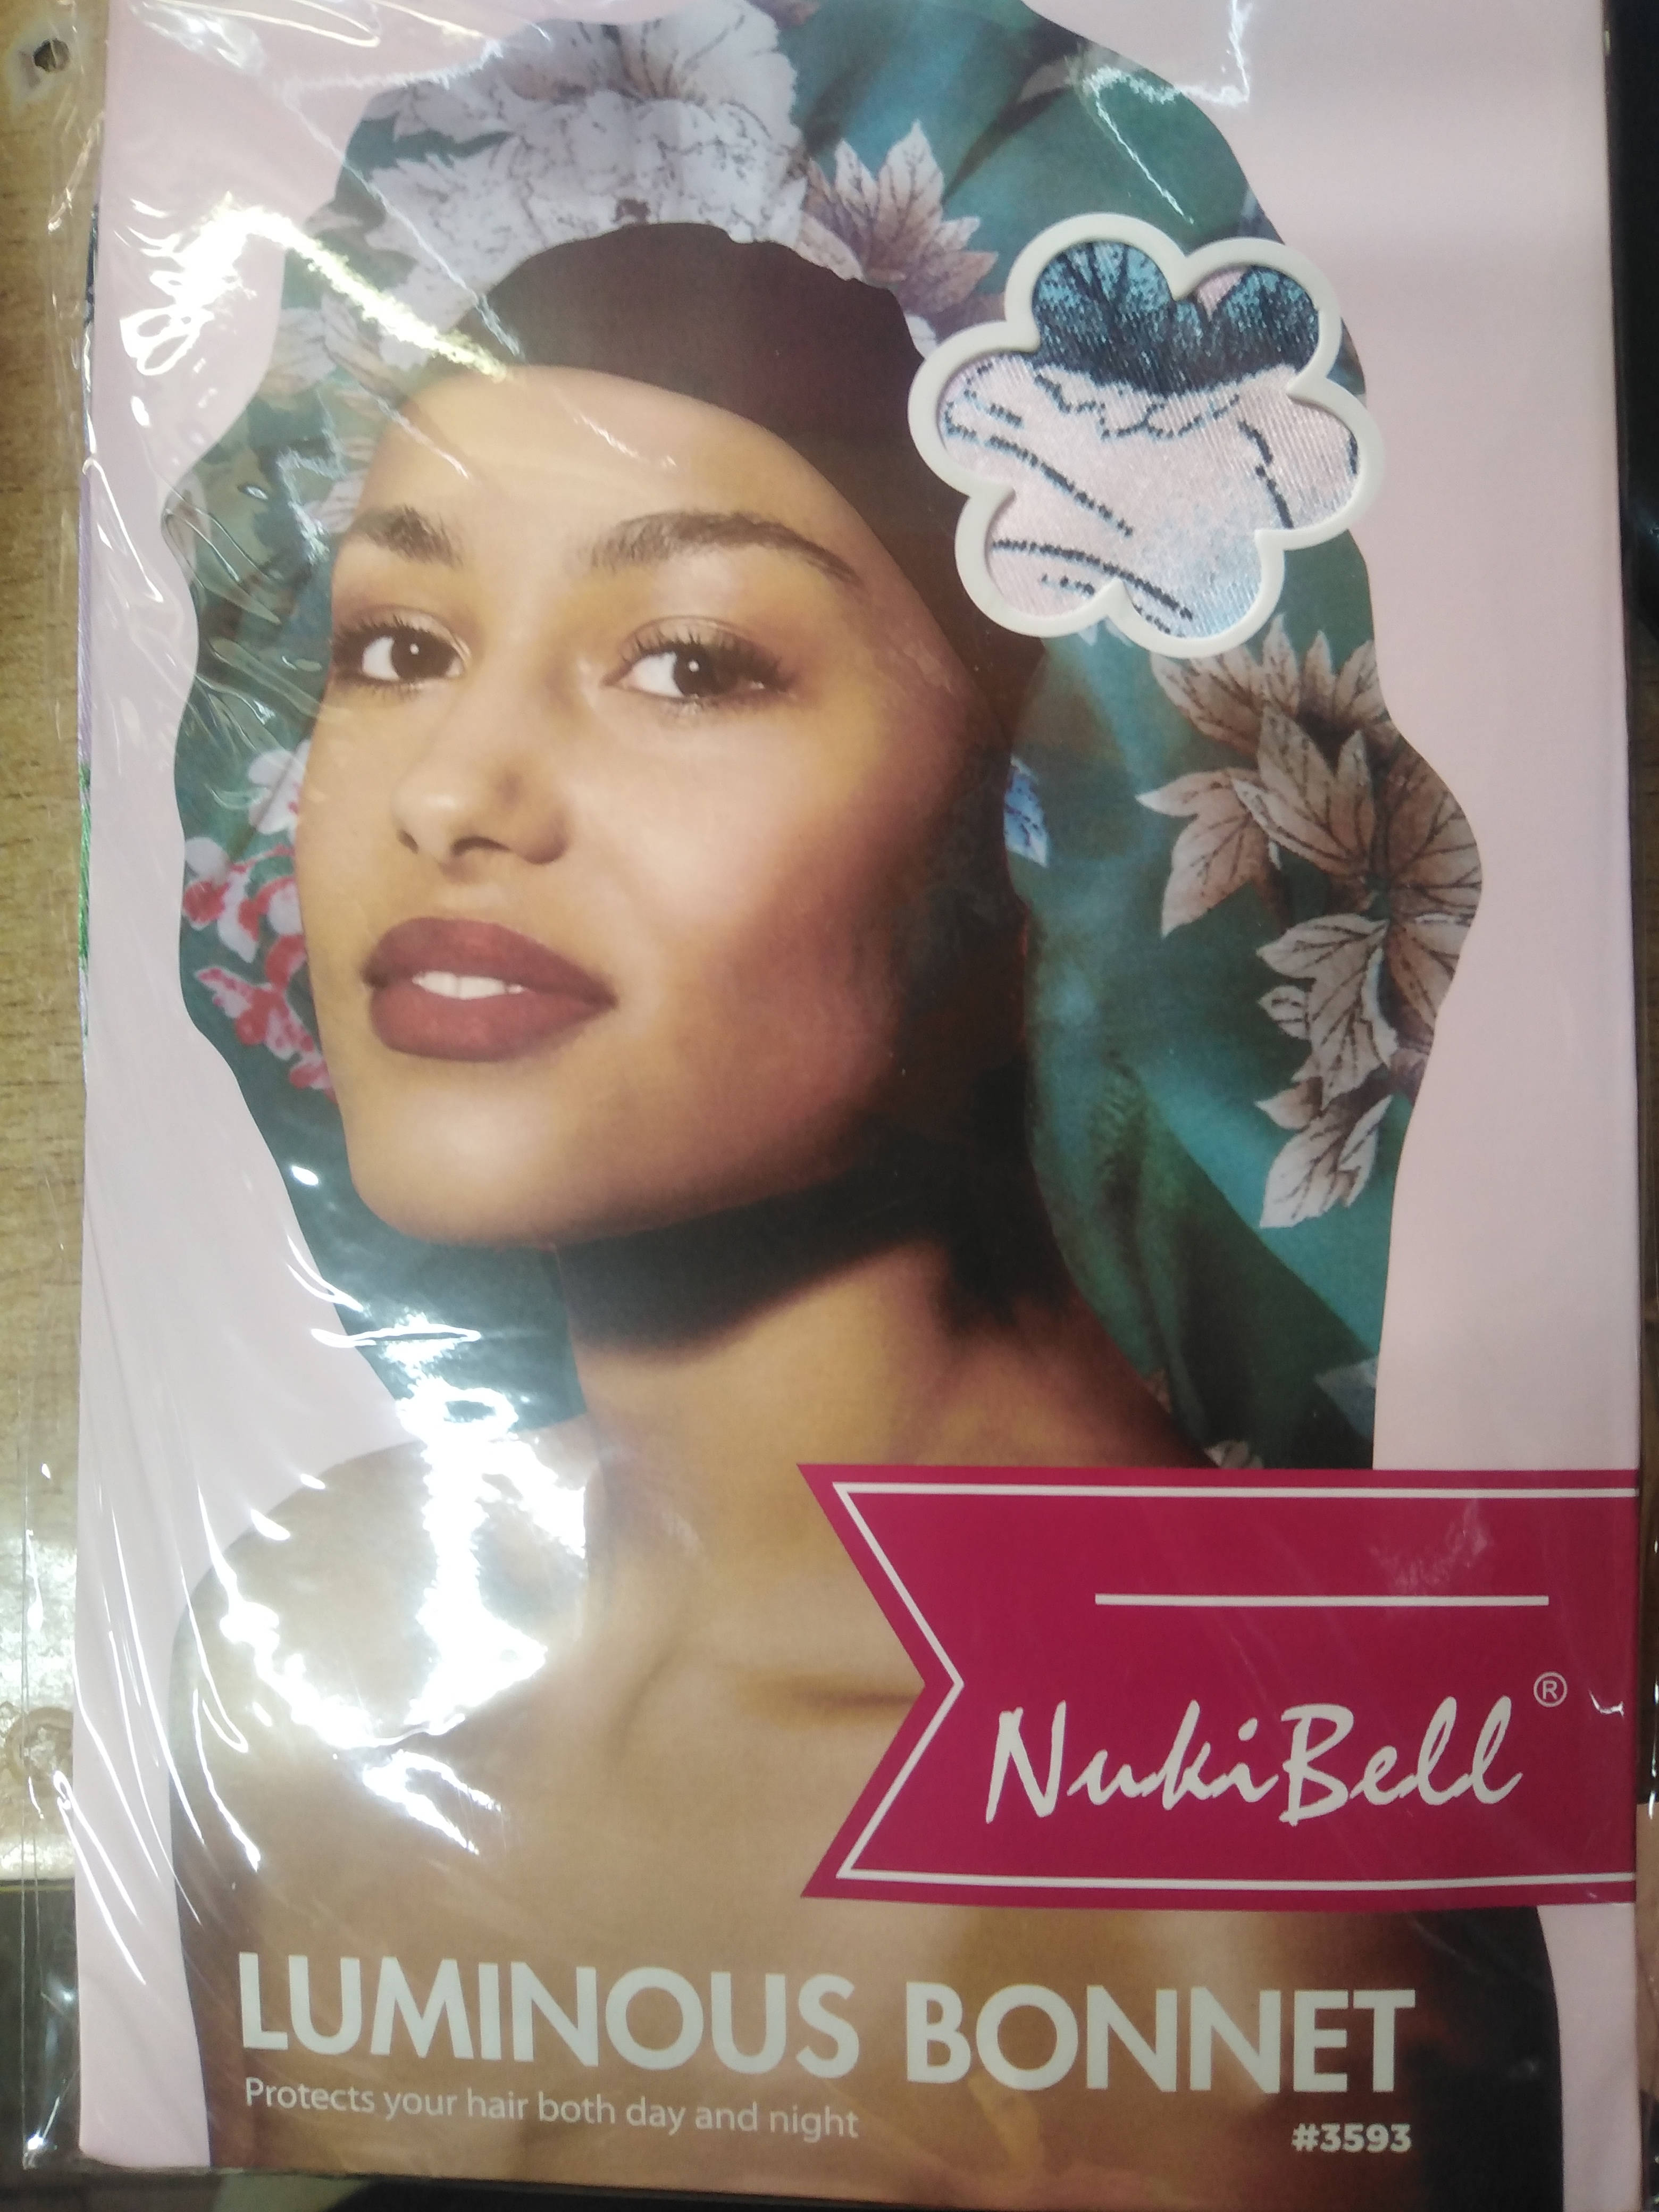 NukiBell®
LUMINOUS BONNET
Protects your hair both day and night
#3593